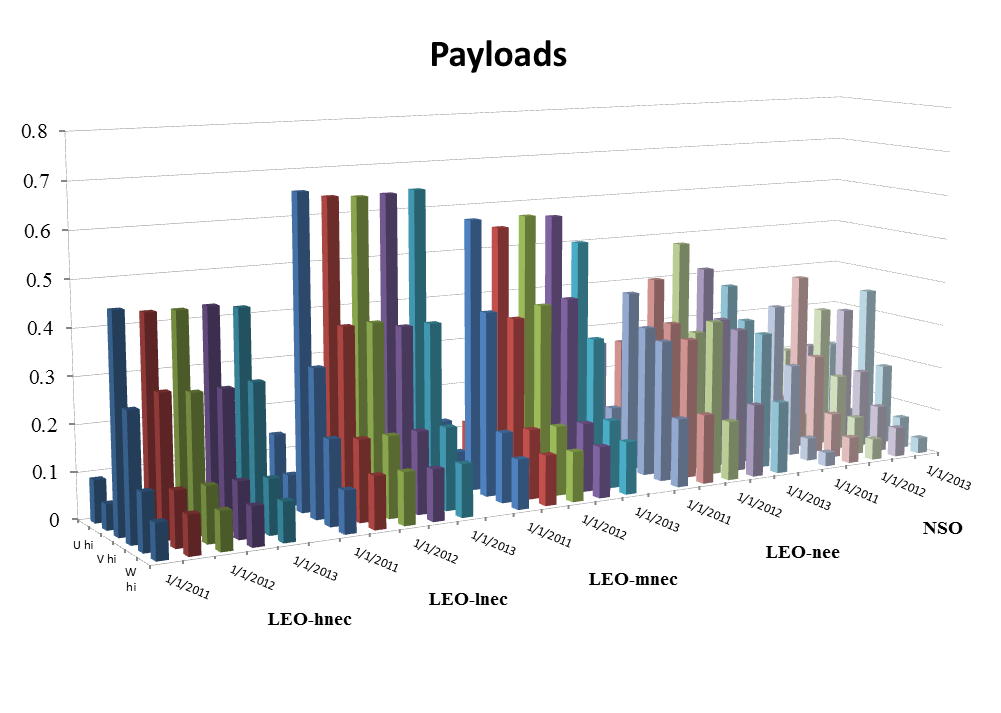 Payloads
0.8
0.7
0.6
0.5
0.4
0.3
0.2
0.1
0
U hi
V hi
W
hi
1/1/2011
1/1/2012
1/1/2013
LEO-hnec
1/1/2011
1/1/2012
1/1/2013
LEO-lnec
1/1/2011
1/1/2012
1/1/2013
LEO-mnec
1/1/2011
1/1/2012
1/1/2013
LEO-nee
1/1/2011
1/1/2012
1/1/2013
NSO